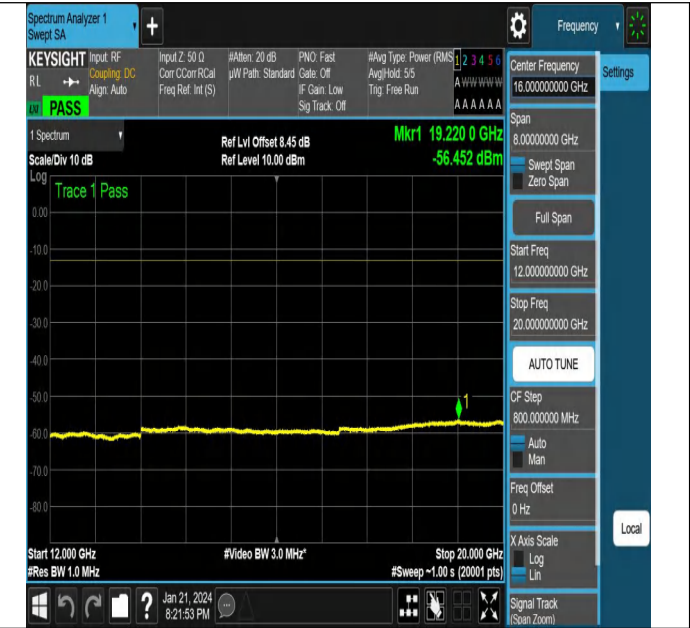 Spectrum Analyzer 1
Swept SA
+
Frequency
KEYSIGHT
RL
PASS
Input: RF
Coupling: DC
Align: Auto
Input Z: 50 Ω
Corr CCorr RCal
Freq Ref: Int (S)
#Atten: 20 dB
µW Path: Standard
PNO: Fast
Gate: Off
IF Gain: Low
Sig Track: Off
#Avg Type: Power (RMS
Avg|Hold: 5/5
Trig: Free Run
1 2 3 4 5 6
A W W W W W
A A A A A A
1 Spectrum
Scale/Div 10 dB
Ref Lvl Offset 8.45 dB
Ref Level 10.00 dBm
Mkr1 19.220 0 GHz
-56.452 dBm
Log
Trace 1 Pass
0.00
-10.0
-20.0
-30.0
-40.0
-50.0
-60.0
-70.0
-80.0
1
Start 12.000 GHz
#Res BW 1.0 MHz
#Video BW 3.0 MHz*
Stop 20.000 GHz
#Sweep ~1.00 s (20001 pts)
Center Frequency
16.000000000 GHz
Settings
Span
8.00000000 GHz
Swept Span
Zero Span
Full Span
Start Freq
12.000000000 GHz
Stop Freq
20.000000000 GHz
AUTO TUNE
CF Step
800.000000 MHz
Auto
Man
Freq Offset
0 Hz
X Axis Scale
Log
Lin
Local
Signal Track
(Span Zoom)
?
Jan 21, 2024
8:21:53 PM